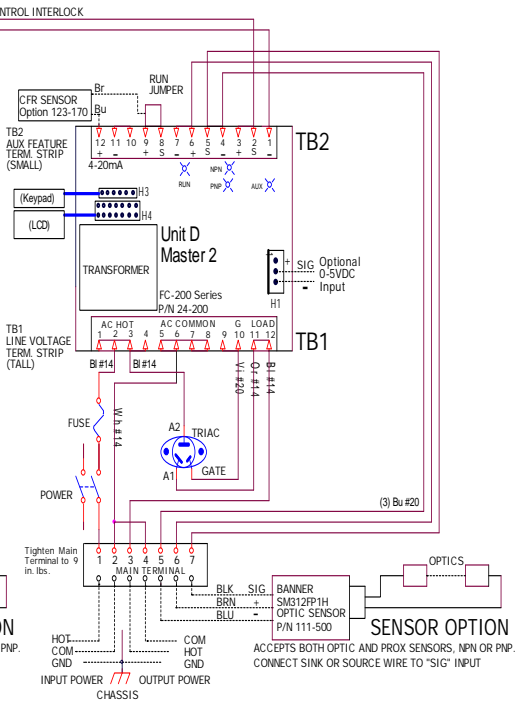 NTROL INTERLOCK
Br
RUN
JUMPER
CFR SENSOR
Option 123-170
Bu
TB2
AUX FEATURE
TERM. STRIP
(SMALL)
12 11 10 9 8 7 6 5 4 3 2 1
+ - + S - + S - + S -
TB2
4-20mA
RUN
NPN
PNP
AUX
(Keypad)
H3
(LCD)
H4
Unit D
Master 2
TRANSFORMER
+
SIG
-
Optional
0-5VDC
Input
H1
FC-200 Series
P/N 24-200
TB1
LINE VOLTAGE
TERM. STRIP
(TALL)
AC HOT AC COMMON G LOAD
1 2 3 4 5 6 7 8 9 10 11 12
TB1
Bl #14
Bl #14
Vi #20
Or #14
Bl #14
Wh #14
FUSE
A2
TRIAC
A1
GATE
POWER
(3) Bu #20
Tighten Main
Terminal to 9
in. lbs.
1 2 3 4 5 6 7
MAIN TERMINAL
OPTICS
BLK SIG
BRN +
BLU -
BANNER
SM312FP1H
OPTIC SENSOR
P/N 111-500
ON
SENSOR OPTION
PNP.
ACCEPTS BOTH OPTIC AND PROX SENSORS, NPN OR PNP.
CONNECT SINK OR SOURCE WIRE TO "SIG" INPUT
HOT
COM
GND
COM
HOT
GND
INPUT POWER
OUTPUT POWER
CHASSIS